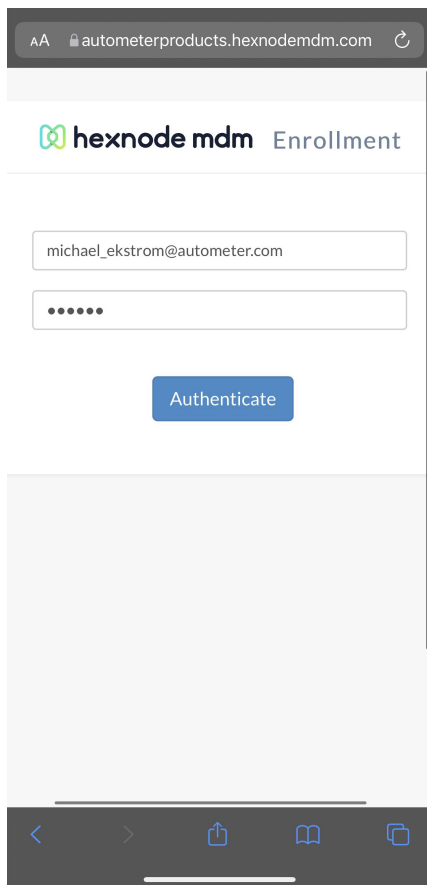 AA autometerproducts.hexnodemdm.com
hexnode mdm Enrollment
michael_ekstrom@autometer.com
••••••
Authenticate